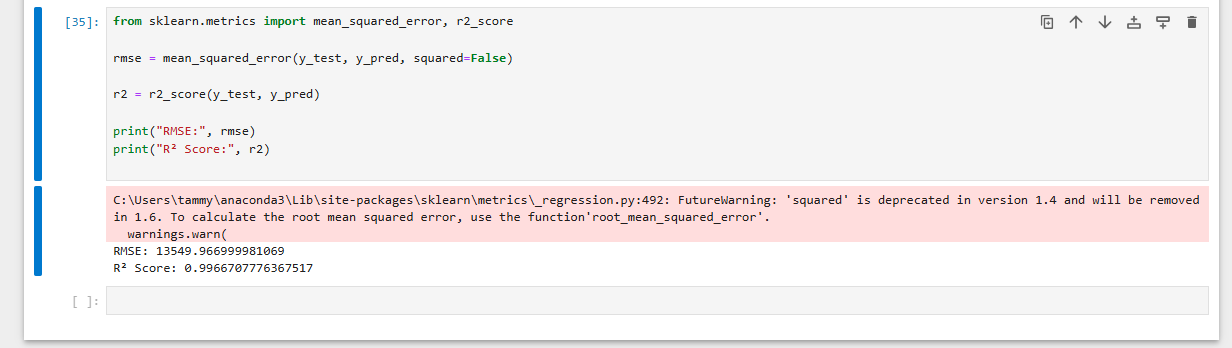 [35]:
from sklearn.metrics import mean_squared_error, r2_score
rmse = mean_squared_error(y_test, y_pred, squared=False)
r2 = r2_score(y_test, y_pred)
print("RMSE:", rmse)
print("R² Score:", r2)
C:\Users\tammy\anaconda3\Lib\site-packages\sklearn\metrics\_regression.py:492: FutureWarning: 'squared' is deprecated in version 1.4 and will be removed
in 1.6. To calculate the root mean squared error, use the function'root_mean_squared_error'.
  warnings.warn(
RMSE: 13549.966999981069
R² Score: 0.9966707776367517
[ ]: